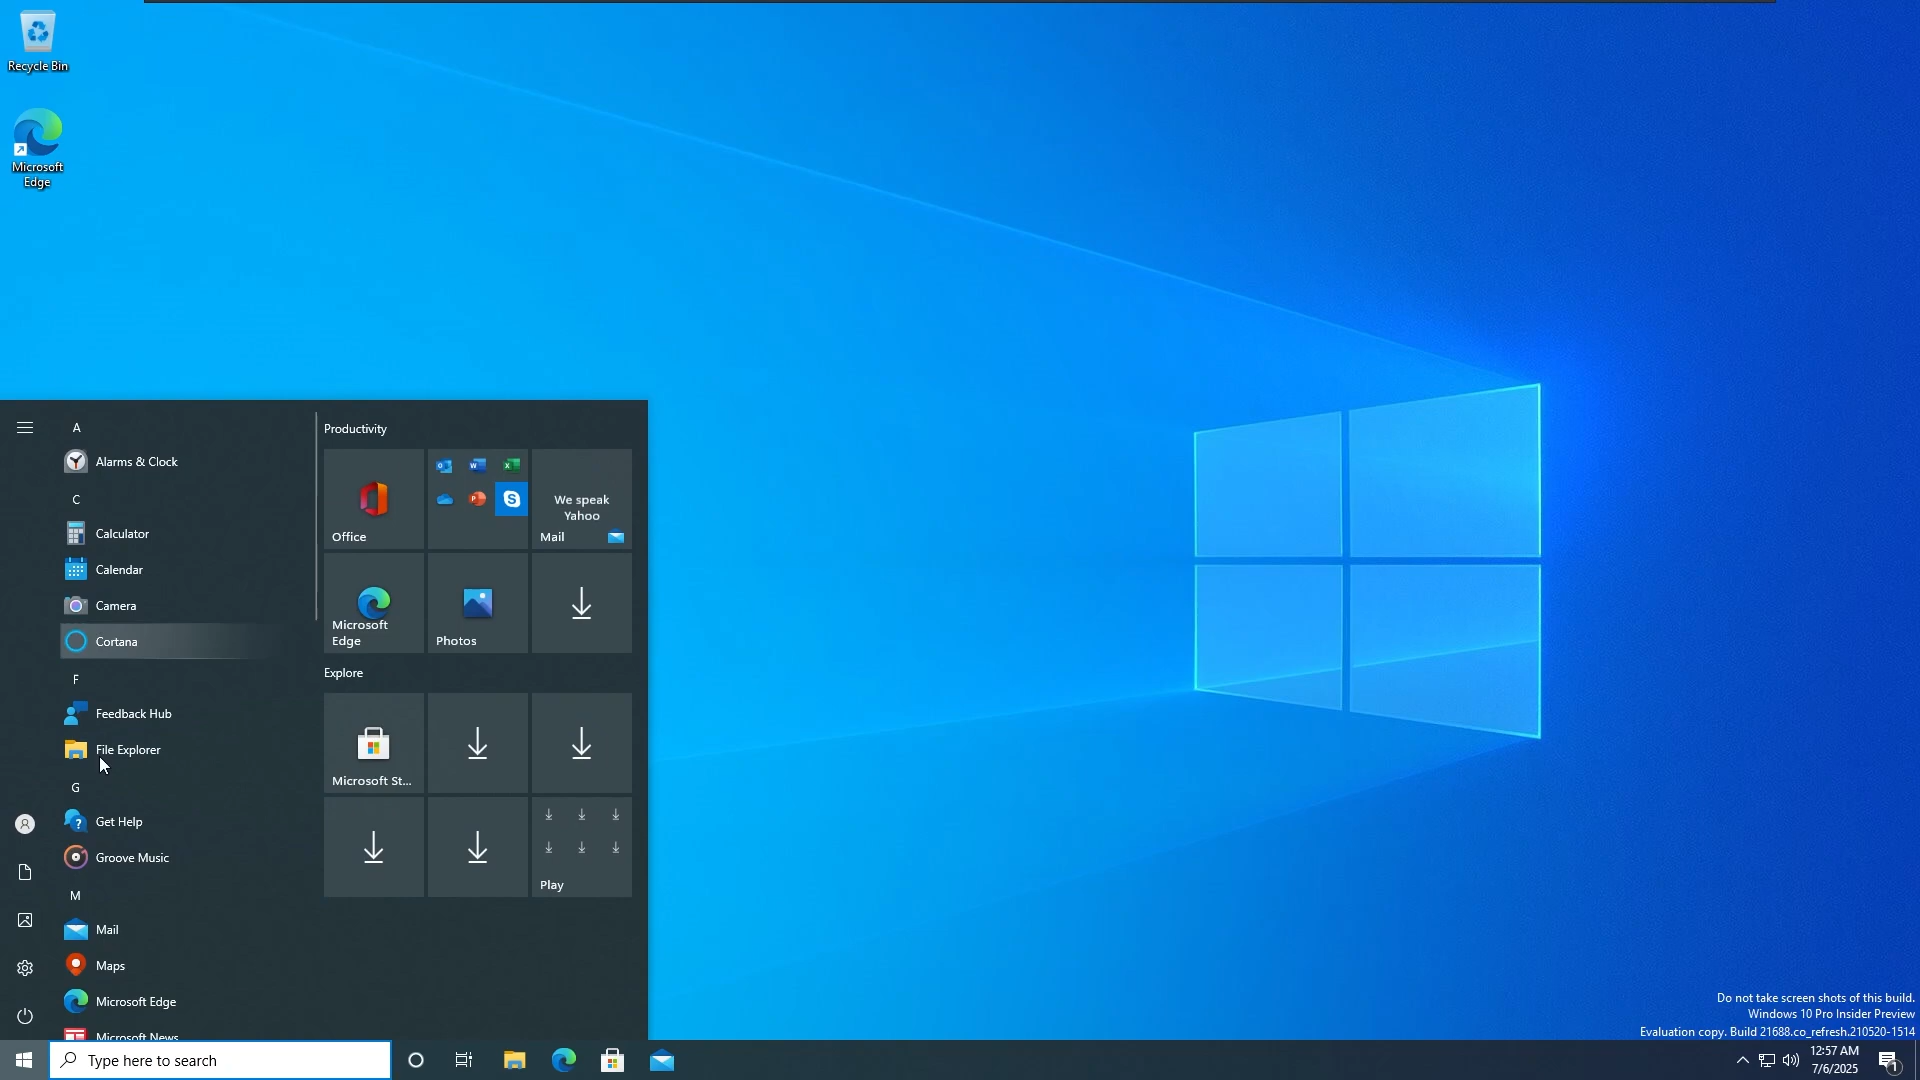 Recycle Bin
Microsoft
Edge
A
Alarms & Clock
C
Calculator
Calendar
Camera
Cortana
F
Feedback Hub
File Explorer
G
Get Help
Groove Music
M
Mail
Maps
Microsoft Edge
Microsoft News
Productivity
Office
We speak
Yahoo
Mail
Microsoft
Edge
Photos
Explore
Microsoft St...
Play
Do not take screen shots of this build.
Windows 10 Pro Insider Preview
Evaluation copy. Build 21688.co_refresh.210520-1514
Type here to search
12:57 AM
7/6/2025
1